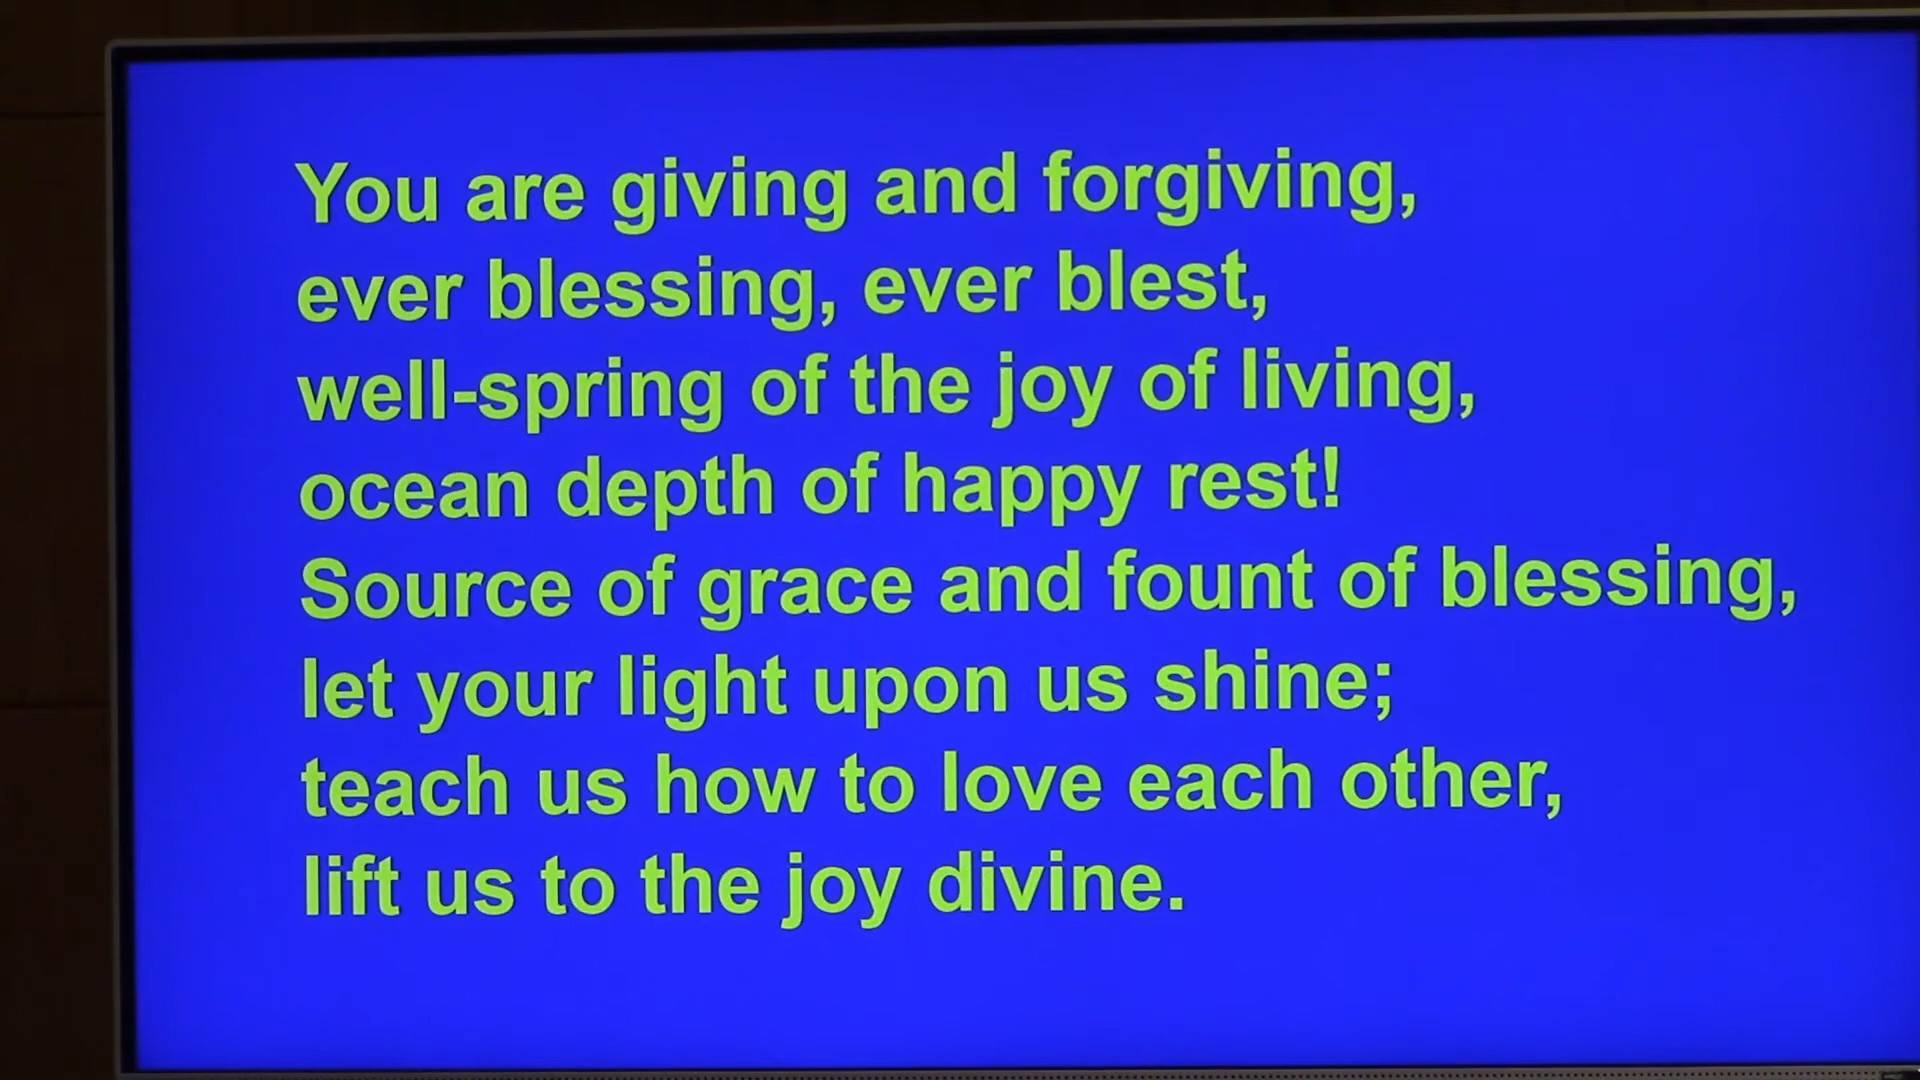 You are giving and forgiving,
ever blessing, ever blest,
well-spring of the joy of living,
ocean depth of happy rest!
Source of grace and fount of blessing,
let your light upon us shine;
teach us how to love each other,
lift us to the joy divine.